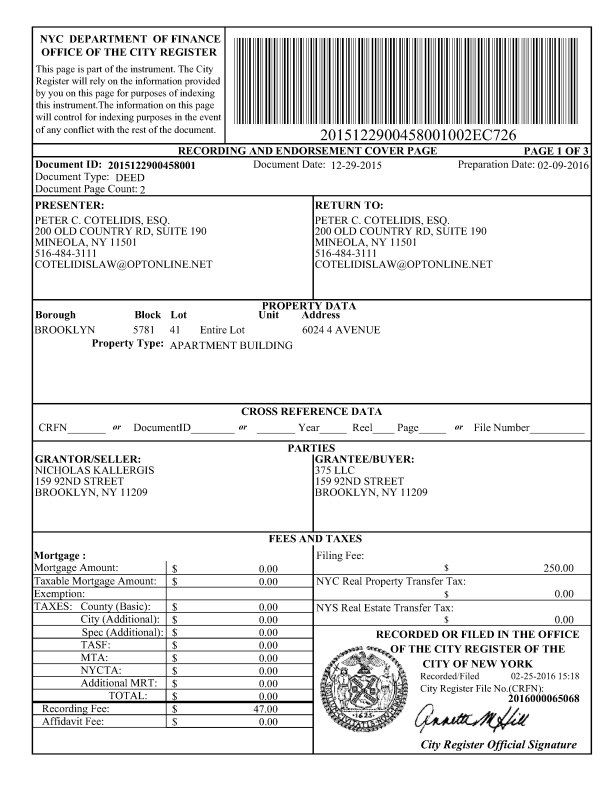 NYC DEPARTMENT OF FINANCE
OFFICE OF THE CITY REGISTER
This page is part of the instrument. The City
Register will rely on the information provided
by you on this page for purposes of indexing
this instrument.The information on this page
will control for indexing purposes in the event
of any conflict with the rest of the document.
2015122900458001002EC726
RECORDING AND ENDORSEMENT COVER PAGE PAGE 1 OF 3
Document ID: 2015122900458001 Document Date: 12-29-2015 Preparation Date: 02-09-2016
Document Type: DEED
Document Page Count: 2
PRESENTER:
PETER C. COTELIDIS, ESQ.
200 OLD COUNTRY RD, SUITE 190
MINEOLA, NY 11501
516-484-3111
COTELIDISLAW@OPTONLINE.NET
RETURN TO:
PETER C. COTELIDIS, ESQ.
200 OLD COUNTRY RD, SUITE 190
MINEOLA, NY 11501
516-484-3111
COTELIDISLAW@OPTONLINE.NET
PROPERTY DATA
Borough Block Lot Unit Address
BROOKLYN 5781 41 Entire Lot 6024 4 AVENUE
Property Type: APARTMENT BUILDING
CROSS REFERENCE DATA
CRFN_______ or DocumentID_______ or _______ Year_____ Reel____ Page_____ or File Number__________
PARTIES
GRANTOR/SELLER:
NICHOLAS KALLERGIS
159 92ND STREET
BROOKLYN, NY 11209
GRANTEE/BUYER:
375 LLC
159 92ND STREET
BROOKLYN, NY 11209
FEES AND TAXES
Mortgage :
Mortgage Amount: $ 0.00
Taxable Mortgage Amount: $ 0.00
Exemption:
TAXES: County (Basic): $ 0.00
City (Additional): $ 0.00
Spec (Additional): $ 0.00
TASF: $ 0.00
MTA: $ 0.00
NYCTA: $ 0.00
Additional MRT: $ 0.00
TOTAL: $ 0.00
Recording Fee: $ 47.00
Affidavit Fee: $ 0.00
Filing Fee:
$ 250.00
NYC Real Property Transfer Tax:
$ 0.00
NYS Real Estate Transfer Tax:
$ 0.00
RECORDED OR FILED IN THE OFFICE
OF THE CITY REGISTER OF THE
CITY OF NEW YORK
Recorded/Filed 02-25-2016 15:18
City Register File No.(CRFN):
2016000065068
1625
Annette M Hill
City Register Official Signature